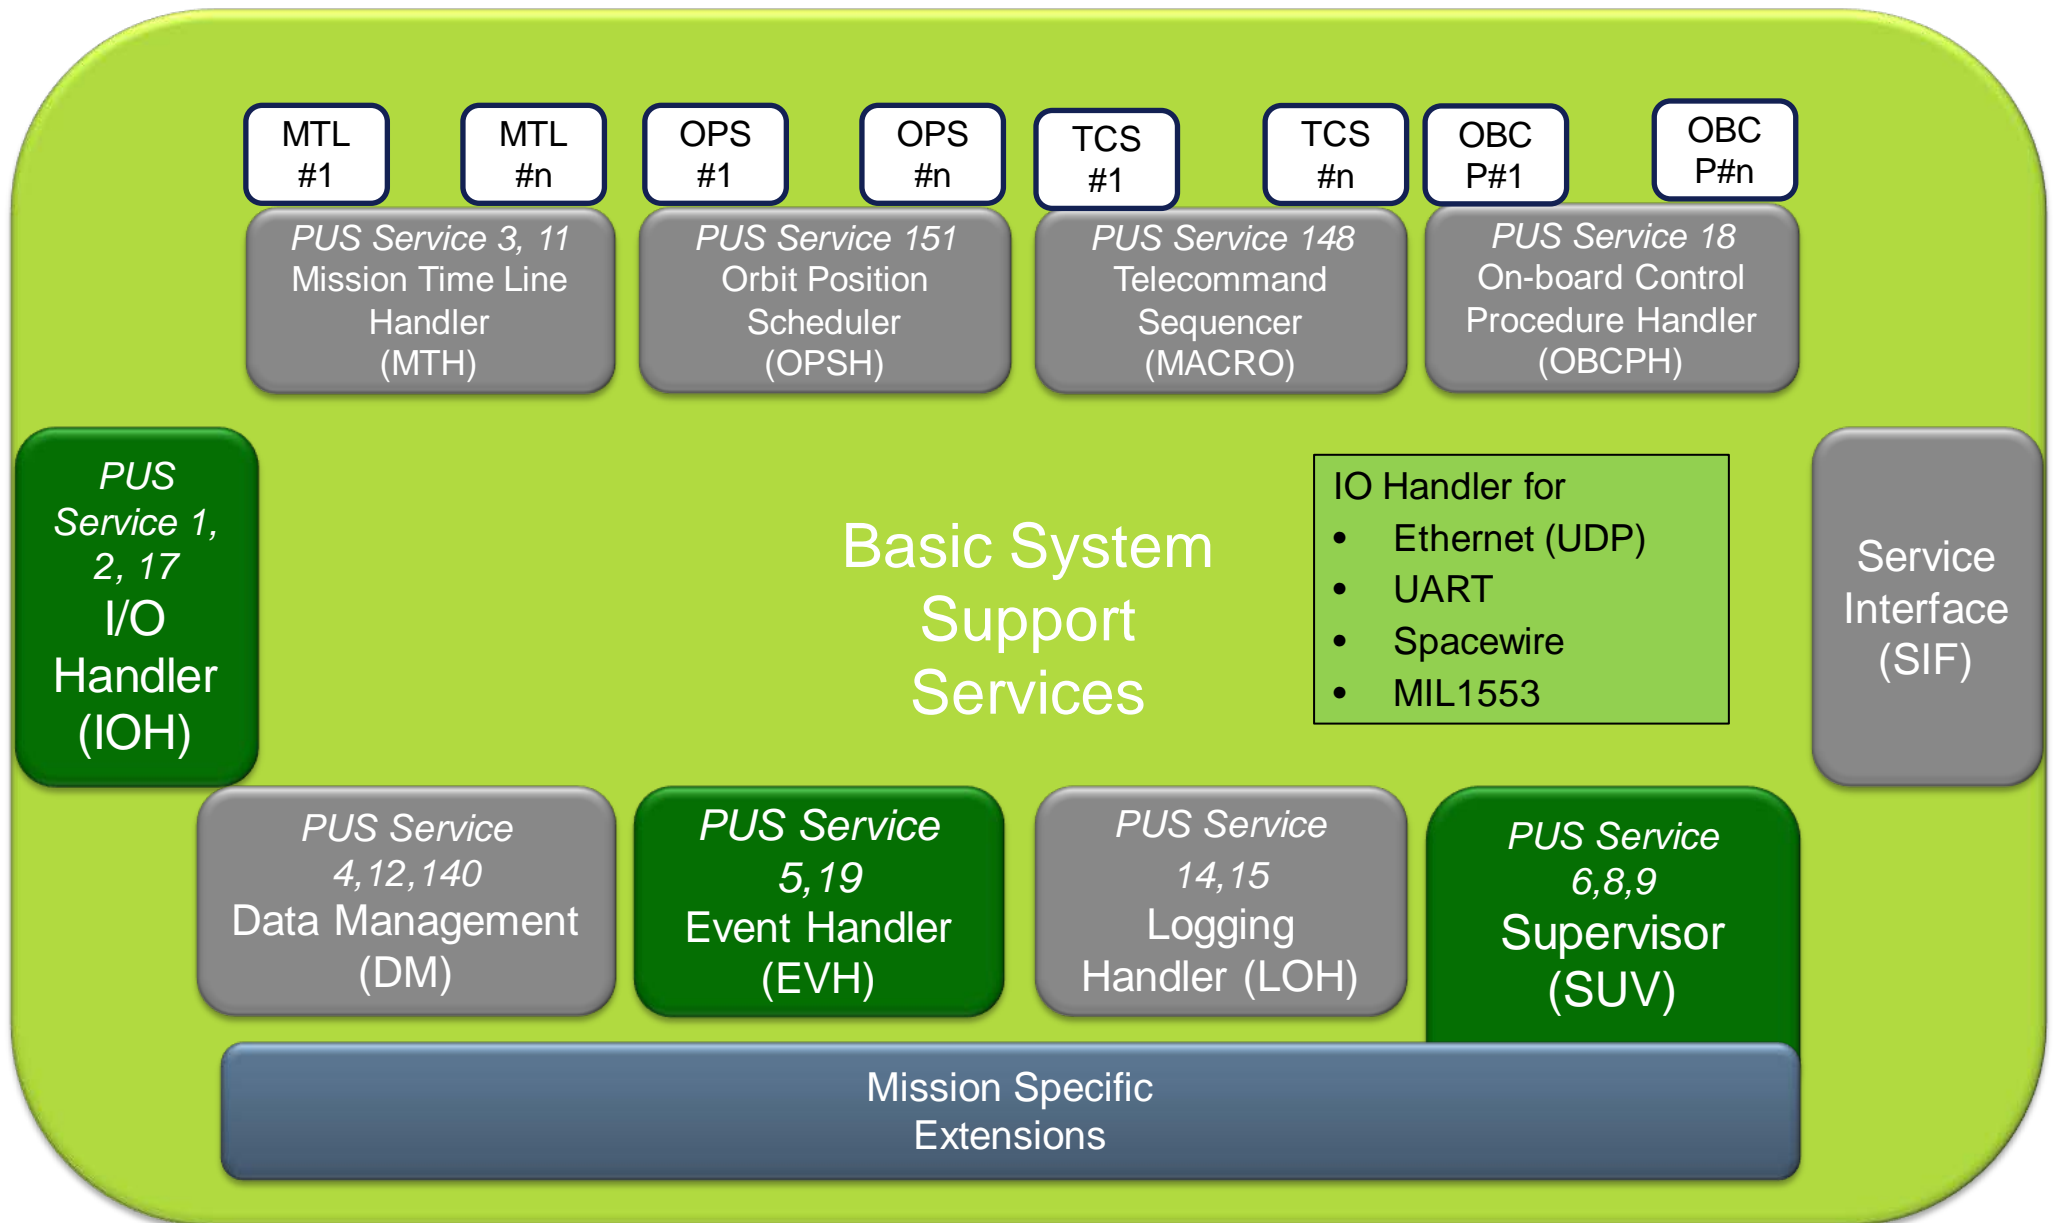 MTL
#1
MTL
#n
OPS
#1
OPS
#n
TCS
#1
TCS
#n
OBC
P#1
OBC
P#n
PUS Service 3, 11
Mission Time Line
Handler
(MTH)
PUS Service 151
Orbit Position
Scheduler
(OPSH)
PUS Service 148
Telecommand
Sequencer
(MACRO)
PUS Service 18
On-board Control
Procedure Handler
(OBCPH)
PUS
Service 1,
2, 17
I/O
Handler
(IOH)
Basic System
Support
Services
IO Handler for
• Ethernet (UDP)
• UART
• Spacewire
• MIL1553
Service
Interface
(SIF)
PUS Service
4,12,140
Data Management
(DM)
PUS Service
5,19
Event Handler
(EVH)
PUS Service
14,15
Logging
Handler (LOH)
PUS Service
6,8,9
Supervisor
(SUV)
Mission Specific
Extensions